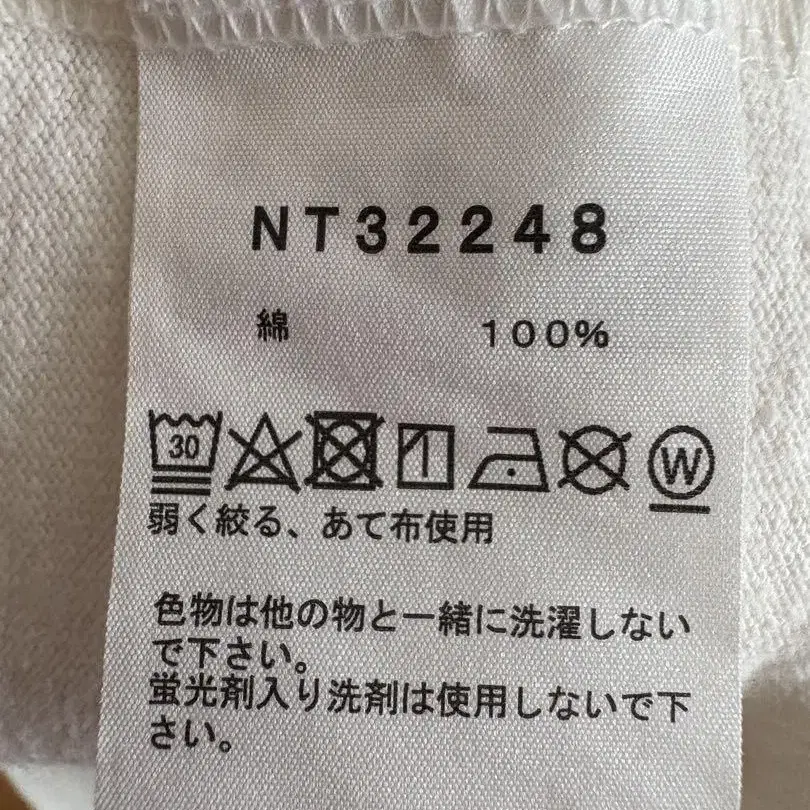 NT32248
綿 100%
30
W
弱く絞る、あて布使用
色物は他の物と一緒に洗濯しない
で下さい。
蛍光剤入り洗剤は使用しないで下
さい。